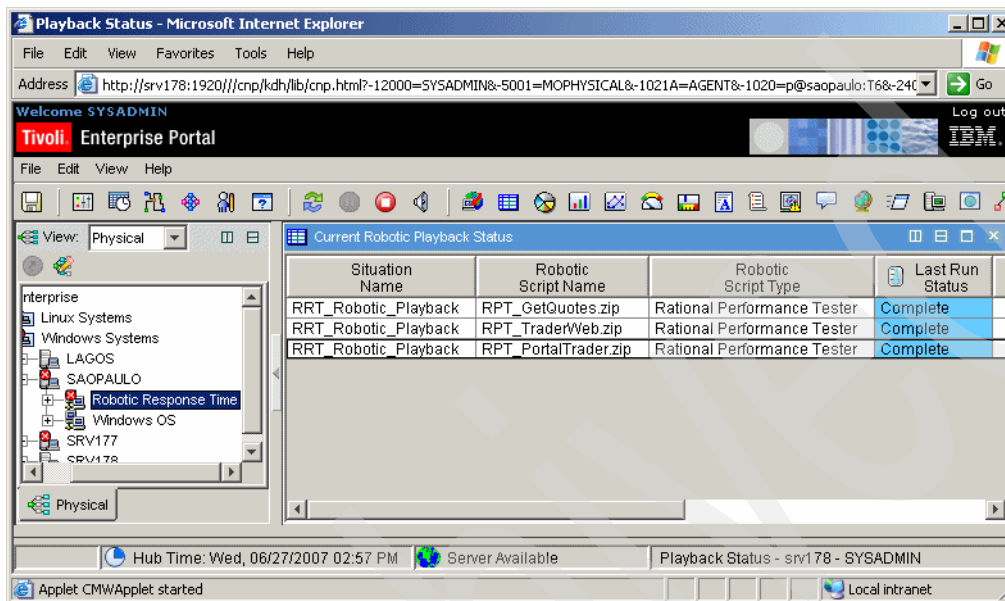 Playback Status - Microsoft Internet Explorer
File Edit View Favorites Tools Help
Address http://srv178:1920///cnp/kdh/lib/cnp.html?-12000=SYSADMIN&-5001=MOPHYSICAL&-1021A=AGENT&-1020=p@saopaulo:T6&-240 Go
Welcome SYSADMIN Log out
Tivoli. Enterprise Portal IBM.
File Edit View Help
View: Physical
Current Robotic Playback Status
Situation Name Robotic Script Name Robotic Script Type Last Run Status
RRT_Robotic_Playback RPT_GetQuotes.zip Rational Performance Tester Complete
RRT_Robotic_Playback RPT_TraderWeb.zip Rational Performance Tester Complete
RRT_Robotic_Playback RPT_PortalTrader.zip Rational Performance Tester Complete
nterprise
Linux Systems
Windows Systems
LAGOS
SAOPAULO
Robotic Response Time
Windows OS
SRV177
SRV178
Physical
Hub Time: Wed, 06/27/2007 02:57 PM Server Available Playback Status - srv178 - SYSADMIN
Applet CMWApplet started Local intranet